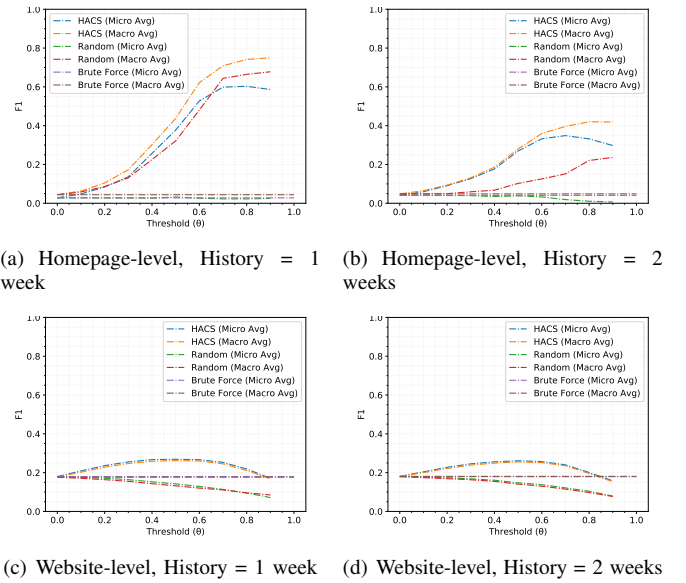 1.0
HACS (Micro Avg)
HACS (Macro Avg)
Random (Micro Avg)
Random (Macro Avg)
Brute Force (Micro Avg)
Brute Force (Macro Avg)
0.8
0.6
0.4
0.2
0.0
F1
0.0 0.2 0.4 0.6 0.8 1.0
Threshold (θ)
1.0
HACS (Micro Avg)
HACS (Macro Avg)
Random (Micro Avg)
Random (Macro Avg)
Brute Force (Micro Avg)
Brute Force (Macro Avg)
0.8
0.6
0.4
0.2
0.0
F1
0.0 0.2 0.4 0.6 0.8 1.0
Threshold (θ)
(a) Homepage-level, History = 1
week
(b) Homepage-level, History = 2
weeks
1.0
HACS (Micro Avg)
HACS (Macro Avg)
Random (Micro Avg)
Random (Macro Avg)
Brute Force (Micro Avg)
Brute Force (Macro Avg)
0.8
0.6
0.4
0.2
0.0
F1
0.0 0.2 0.4 0.6 0.8 1.0
Threshold (θ)
1.0
HACS (Micro Avg)
HACS (Macro Avg)
Random (Micro Avg)
Random (Macro Avg)
Brute Force (Micro Avg)
Brute Force (Macro Avg)
0.8
0.6
0.4
0.2
0.0
F1
0.0 0.2 0.4 0.6 0.8 1.0
Threshold (θ)
(c) Website-level, History = 1 week
(d) Website-level, History = 2 weeks